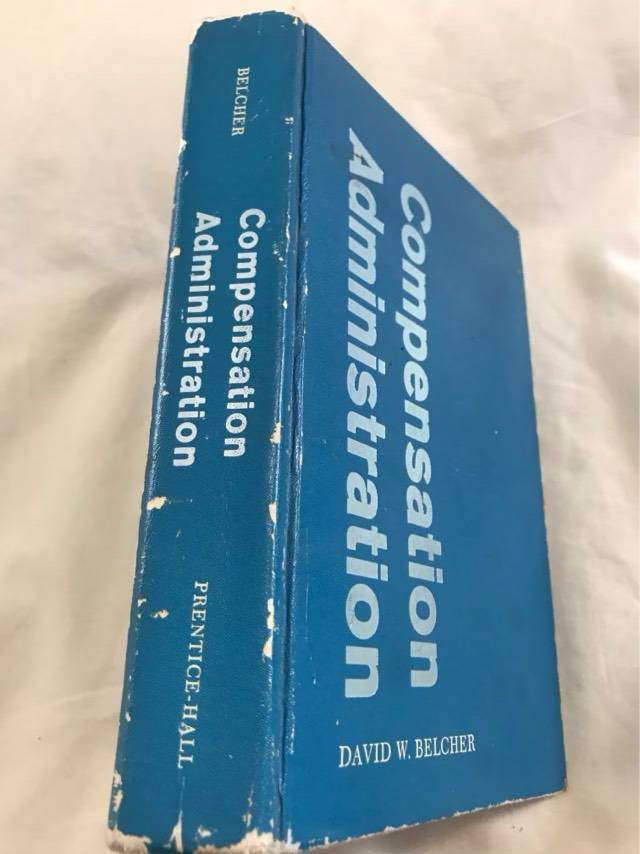 BELCHER
Compensation
Administration
PRENTICE-HALL
Compensation
Administration
DAVID W. BELCHER